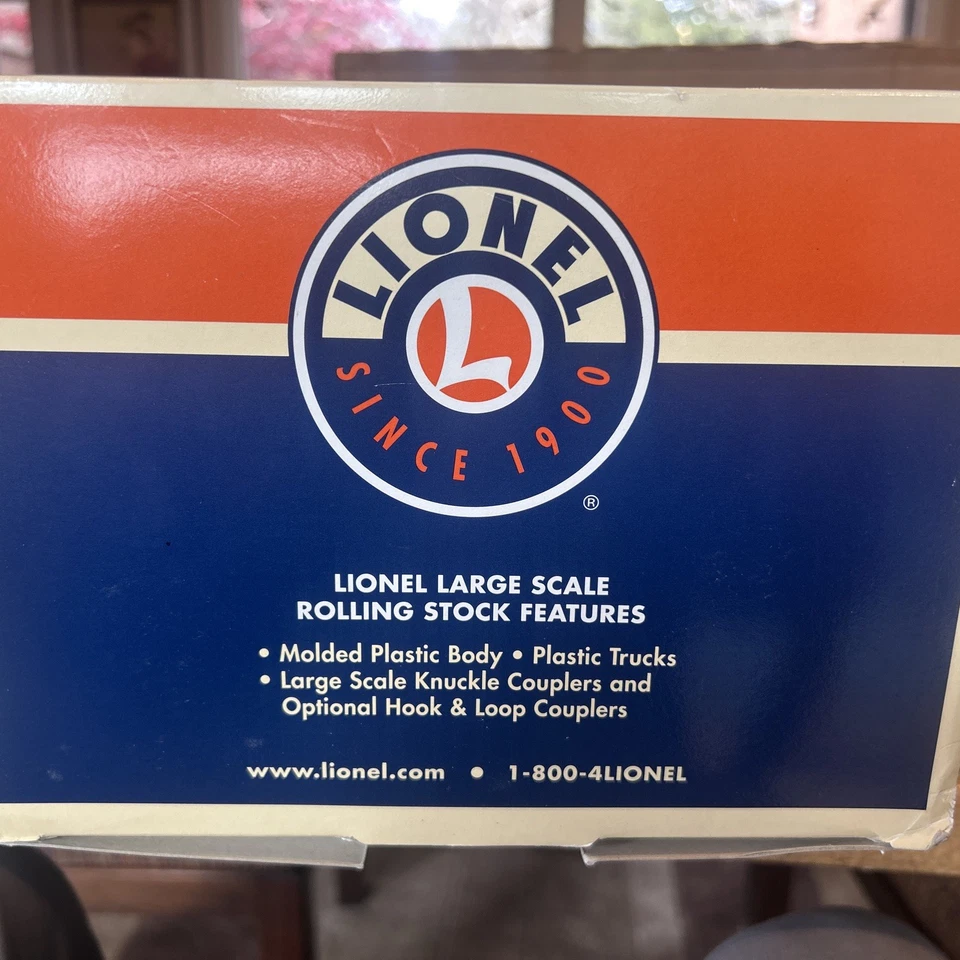 LIONEL
L
SINCE 1900
®
LIONEL LARGE SCALE
ROLLING STOCK FEATURES
• Molded Plastic Body • Plastic Trucks
• Large Scale Knuckle Couplers and
Optional Hook & Loop Couplers
www.lionel.com • 1-800-4LIONEL